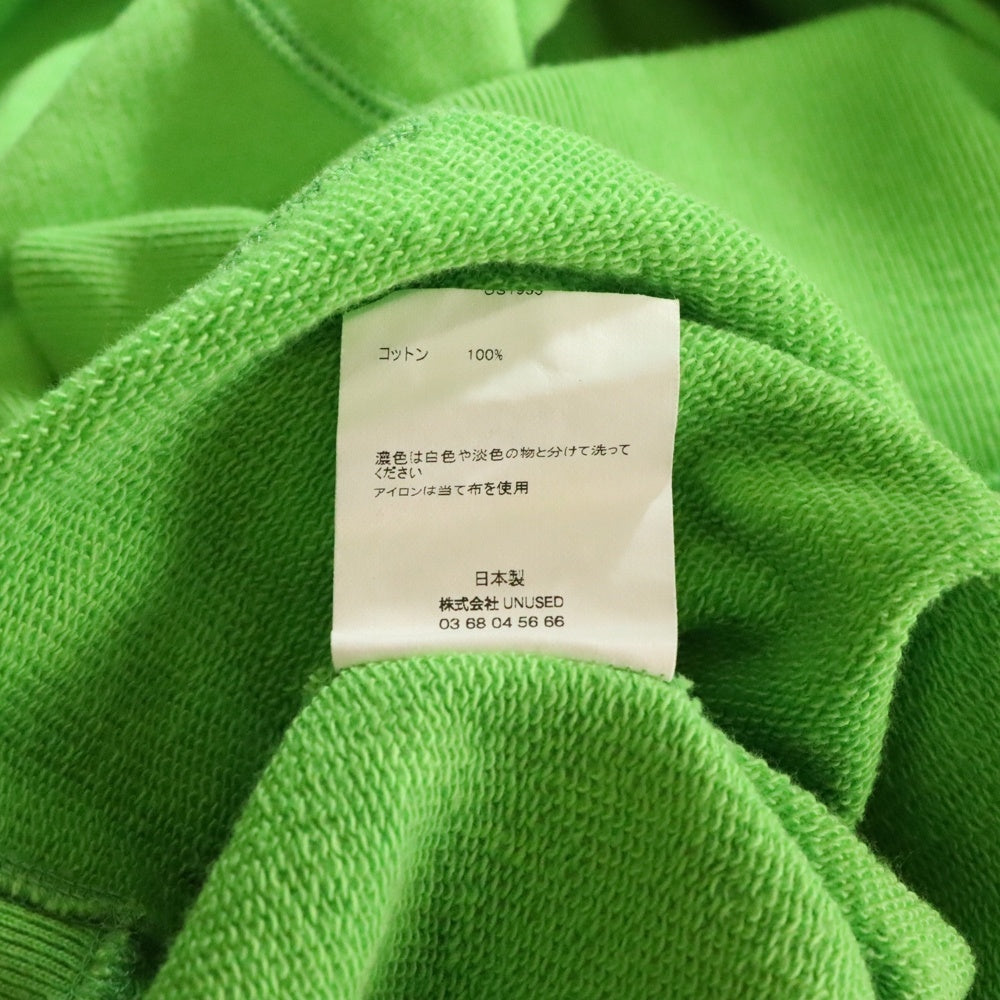 US1955
コットン 100%
濃色は白色や淡色の物と分けて洗って
ください
アイロンは当て布を使用
日本製
株式会社 UNUSED
03 68 04 56 66